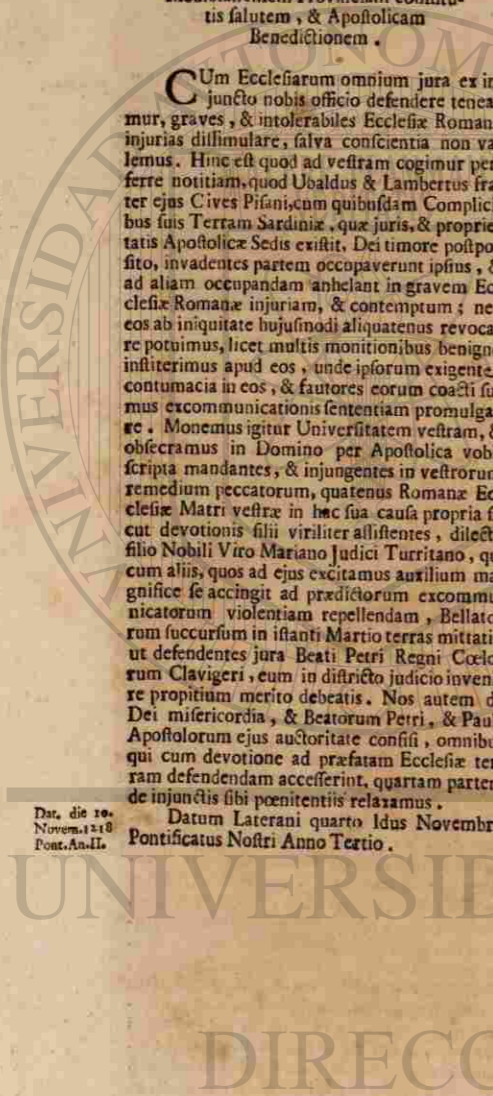 tis ſalutem, & Apoſtolicam
Benedictionem.
CUm Eccleſiarum omnium jura ex in
juncto nobis officio defendere tenea
mur, graves, & intolerabiles Eccleſiæ Roman
injurias diſſimulare, ſalva conſcientia non va
lemus. Hinc eſt quod ad veſtram cogimur per
ferre notitiam, quod Ubaldus & Lambertus fra
ter ejus Cives Piſani, cum quibuſdam Complici
bus ſuis Terram Sardiniæ, quæ juris, & proprie
tatis Apoſtolicæ Sedis exiſtit, Dei timore poſtpo
ſito, invadentes partem occupaverunt ipſius, &
ad aliam occupandam anhelant in gravem Ec
cleſiæ Romanæ injuriam, & contemptum; ne
eos ab iniquitate hujuſmodi aliquatenus revoca
re potuimus, licet multis monitionibus benigne
inſtiterimus apud eos, unde ipſorum exigente
contumacia in eos, & fautores eorum coacti ſu
mus excommunicationis ſententiam promulga
re. Monemus igitur Univerſitatem veſtram, &
obſecramus in Domino per Apoſtolica vob
ſcripta mandantes, & injungentes in veſtrorum
remedium peccatorum, quatenus Romanæ Ec
cleſiæ Matri veſtræ in hac ſua cauſa propria ſ
cut devotionis filii viriliter aſſiſtentes, dilect
filio Nobili Viro Mariano Judici Turritano, qu
cum aliis, quos ad ejus excitamus auxilium ma
gnifice ſe accingit ad prædictorum excommu
nicatorum violentiam repellendam, Bellato
rum ſuccurſum in iſtanti Martio terras mittati
ut defendentes jura Beati Petri Regni Cœlo
rum Clavigeri, eum in diſtricto judicio inveni
re propitium merito debeatis. Nos autem d
Dei miſericordia, & Beatorum Petri, & Paul
Apoſtolorum ejus auctoritate confiſi, omnibu
qui cum devotione ad præfatam Eccleſiæ ter
ram defendendam acceſſerint, quartam partem
de injunctis ſibi pœnitentiis relaxamus.
Datum Laterani quarto Idus Novembr
Pontificatus Noſtri Anno Tertio.
Dat. die 10.
Novem. 1218
Pont. An. II.
UNIVERSID
DIRECC